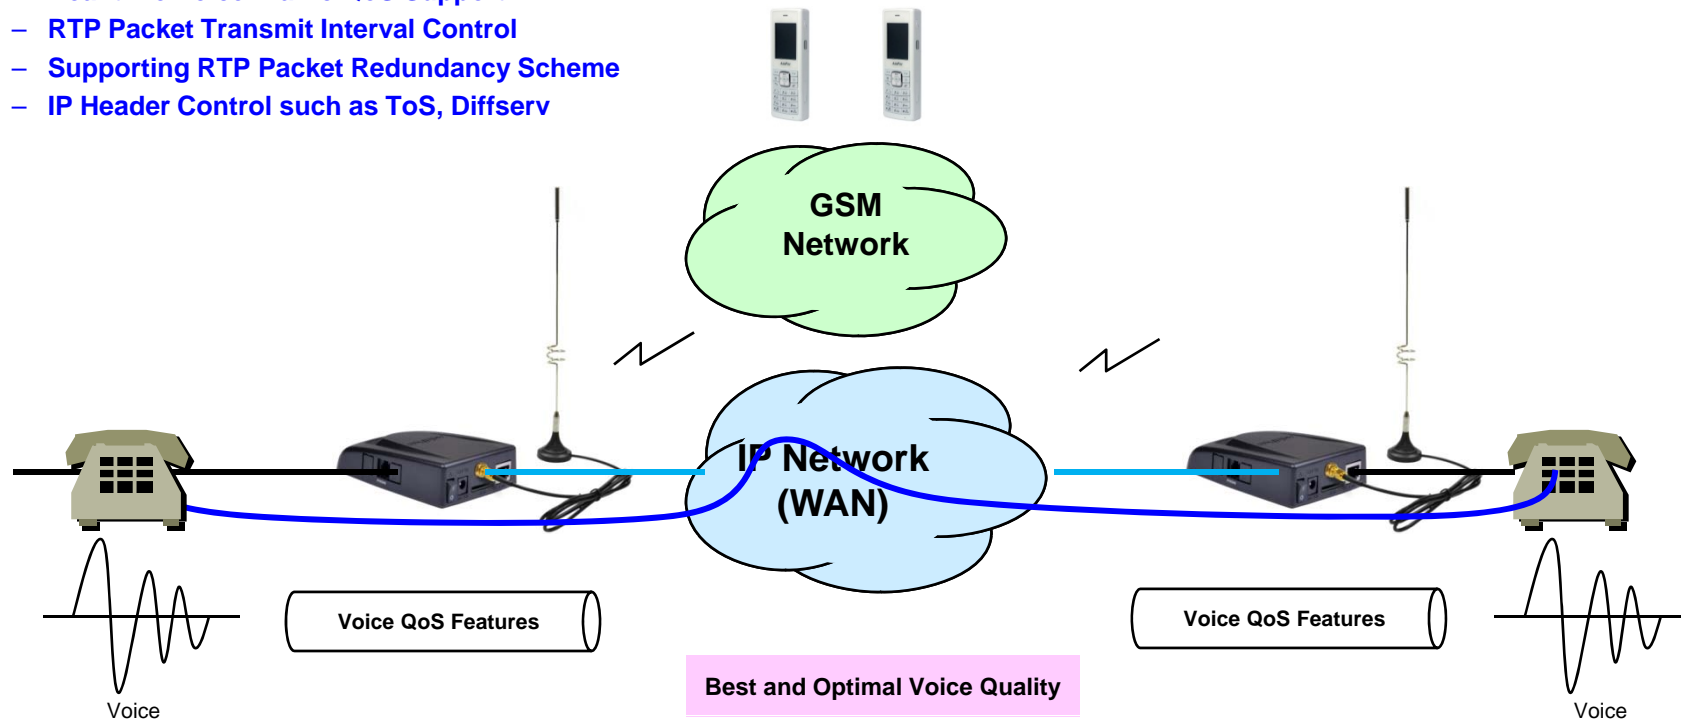 – RTP Packet Transmit Interval Control
– Supporting RTP Packet Redundancy Scheme
– IP Header Control such as ToS, Diffserv
GSM
Network
IP Network
(WAN)
Voice QoS Features
Voice QoS Features
Best and Optimal Voice Quality
Voice
Voice